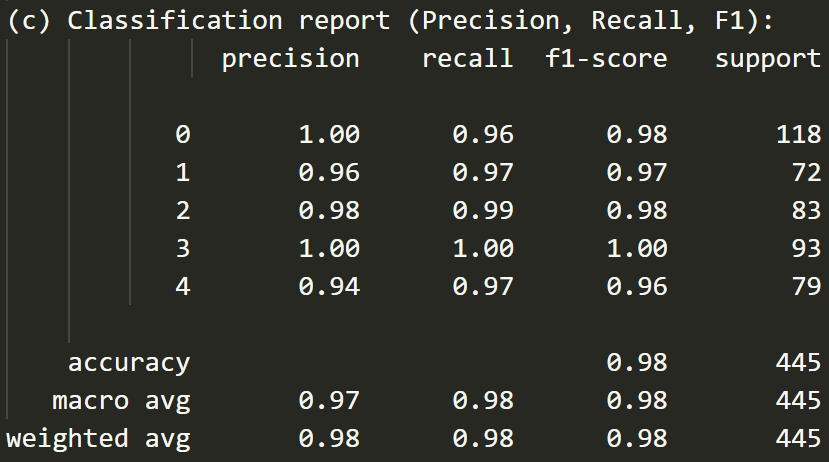 (c) Classification report (Precision, Recall, F1):
precision recall f1-score support
0 1.00 0.96 0.98 118
1 0.96 0.97 0.97 72
2 0.98 0.99 0.98 83
3 1.00 1.00 1.00 93
4 0.94 0.97 0.96 79
accuracy 0.98 445
macro avg 0.97 0.98 0.98 445
weighted avg 0.98 0.98 0.98 445